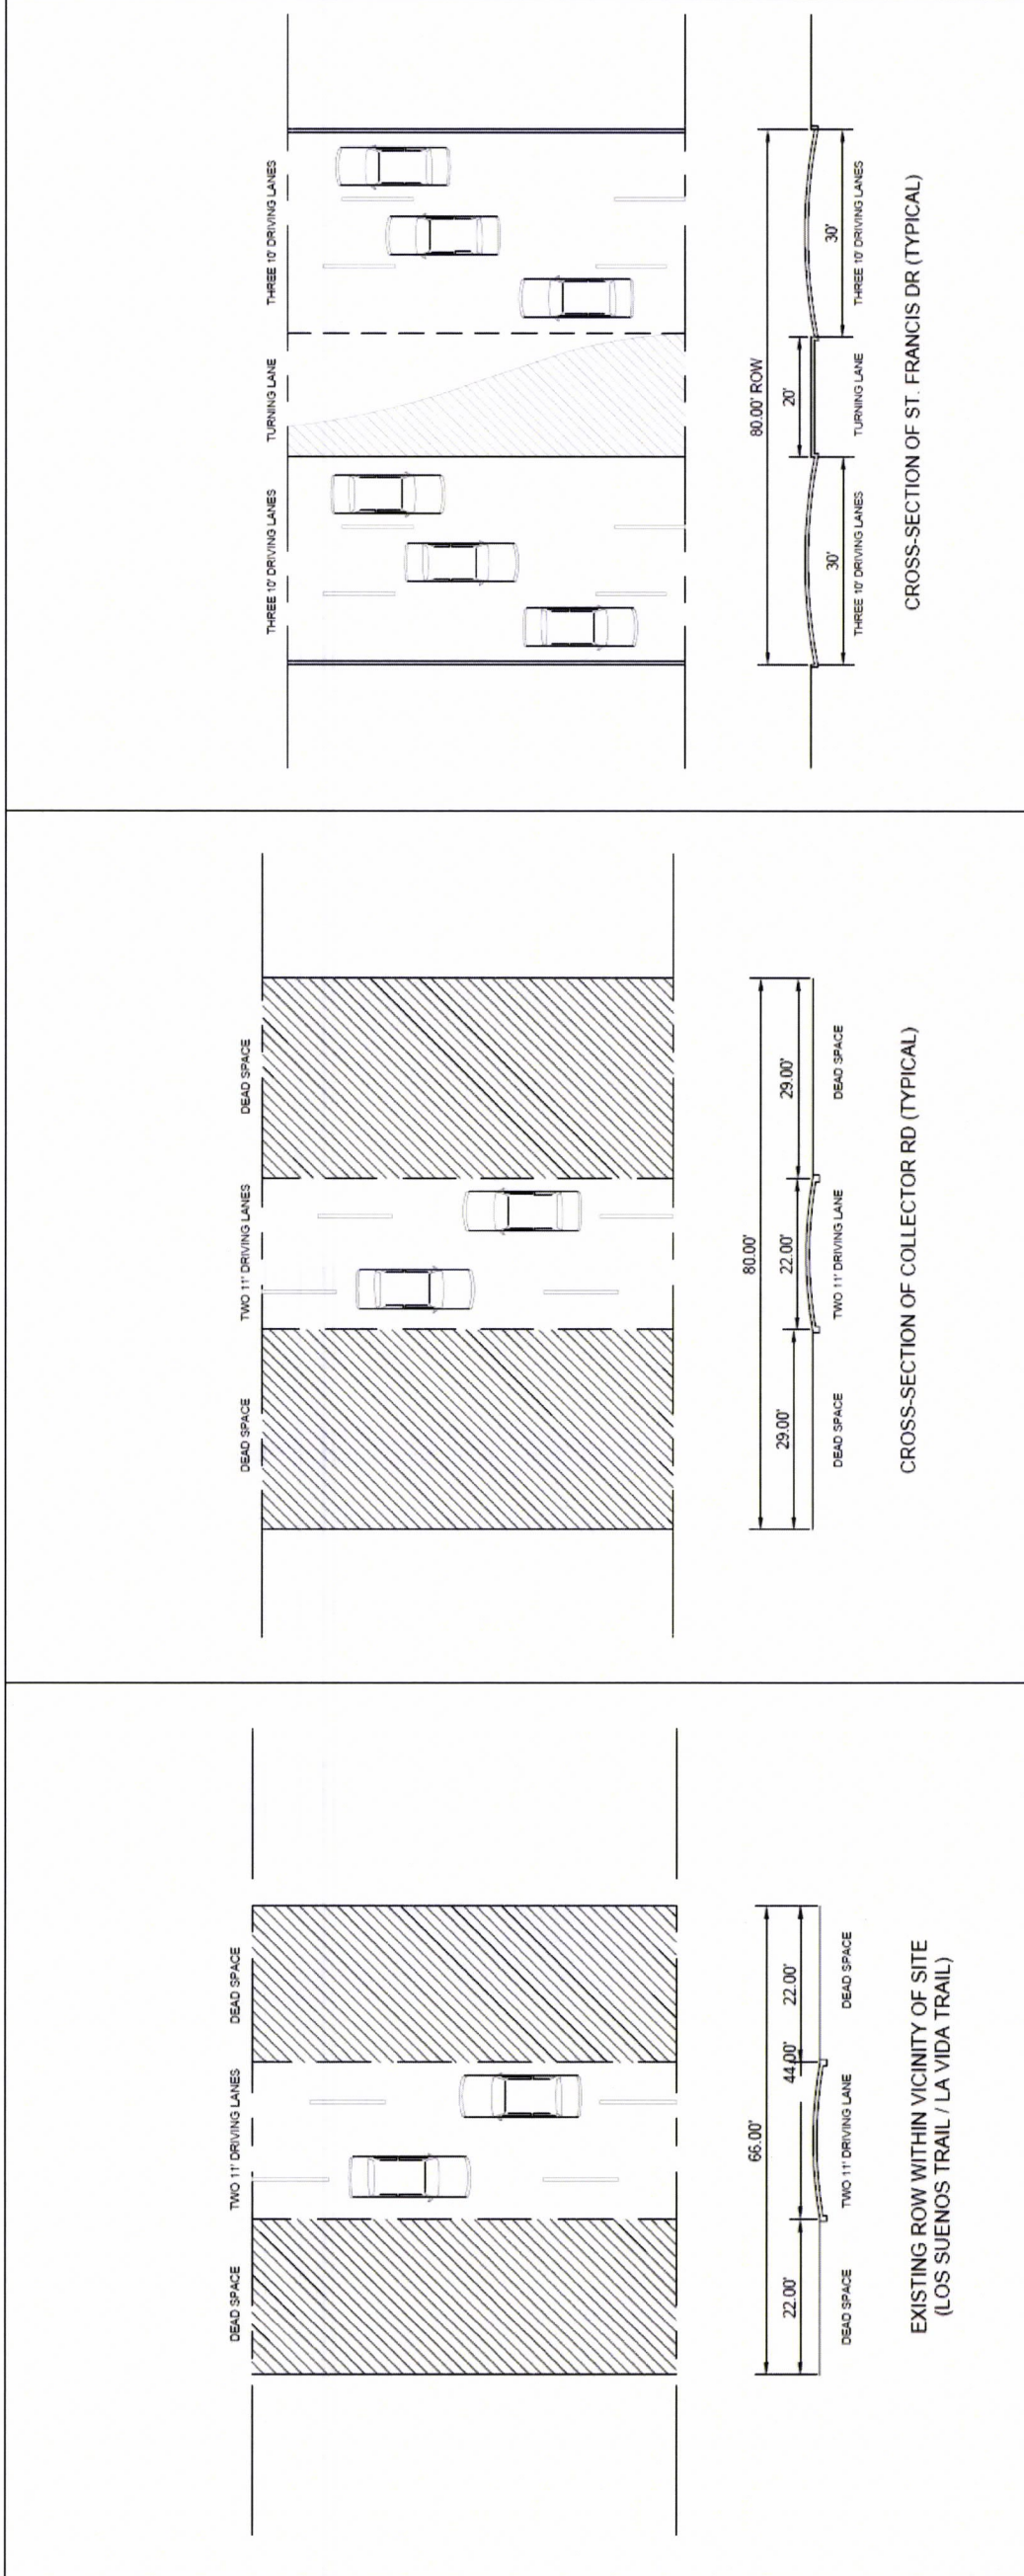 DEAD SPACE
TWO 11' DRIVING LANES
DEAD SPACE
66.00'
22.00'
44.00'
22.00'
DEAD SPACE
TWO 11' DRIVING LANE
DEAD SPACE
EXISTING ROW WITHIN VICINITY OF SITE
(LOS SUENOS TRAIL / LA VIDA TRAIL)
DEAD SPACE
TWO 11' DRIVING LANES
DEAD SPACE
80.00'
29.00'
22.00'
29.00'
DEAD SPACE
TWO 11' DRIVING LANE
DEAD SPACE
CROSS-SECTION OF COLLECTOR RD (TYPICAL)
THREE 10' DRIVING LANES
TURNING LANE
THREE 10' DRIVING LANES
80.00' ROW
20'
30'
30'
THREE 10' DRIVING LANES
TURNING LANE
THREE 10' DRIVING LANES
CROSS-SECTION OF ST. FRANCIS DR (TYPICAL)